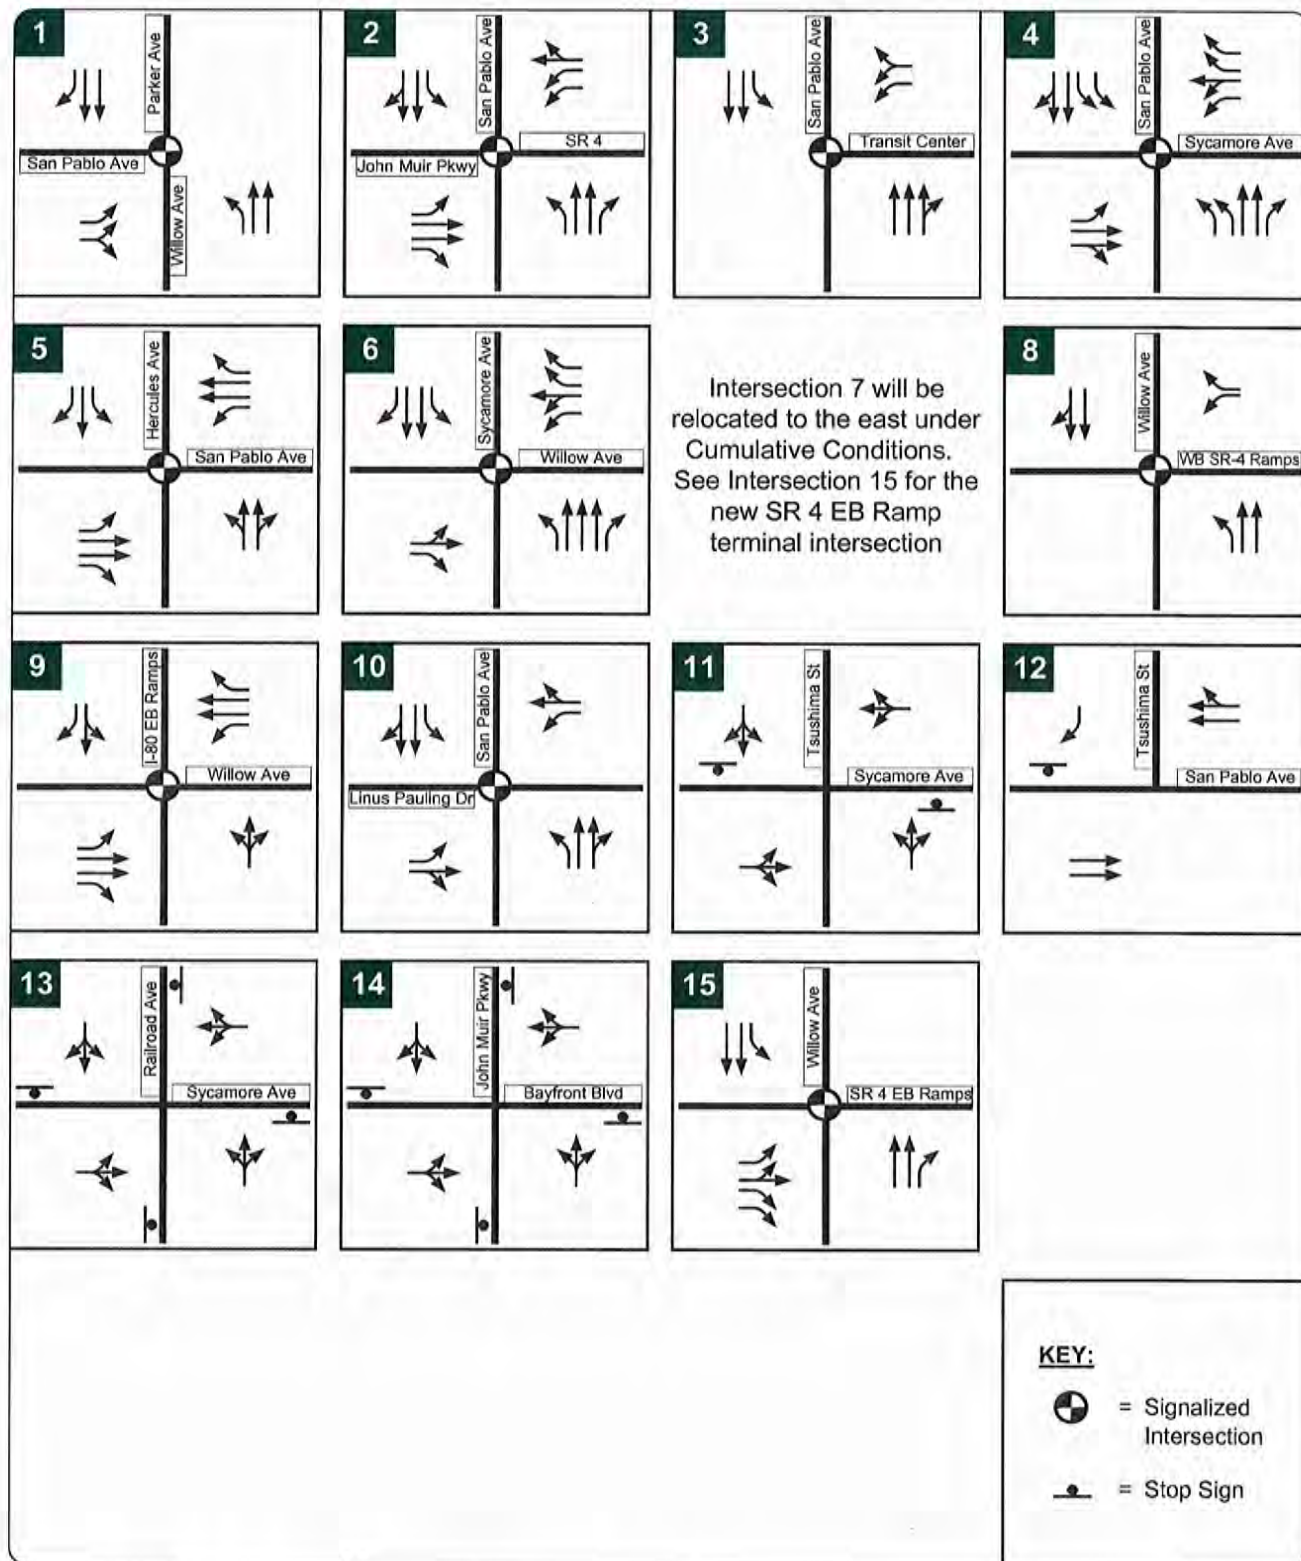 1
Parker Ave
San Pablo Ave
Willow Ave
2
San Pablo Ave
SR 4
John Muir Pkwy
3
San Pablo Ave
Transit Center
4
San Pablo Ave
Sycamore Ave
5
Hercules Ave
San Pablo Ave
6
Sycamore Ave
Willow Ave
Intersection 7 will be
relocated to the east under
Cumulative Conditions.
See Intersection 15 for the
new SR 4 EB Ramp
terminal intersection
8
Willow Ave
WB SR-4 Ramps
9
I-80 EB Ramps
Willow Ave
10
San Pablo Ave
Linus Pauling Dr
11
Tsushima St
Sycamore Ave
12
Tsushima St
San Pablo Ave
13
Railroad Ave
Sycamore Ave
14
John Muir Pkwy
Bayfront Blvd
15
Willow Ave
SR 4 EB Ramps
KEY:
= Signalized
Intersection
= Stop Sign